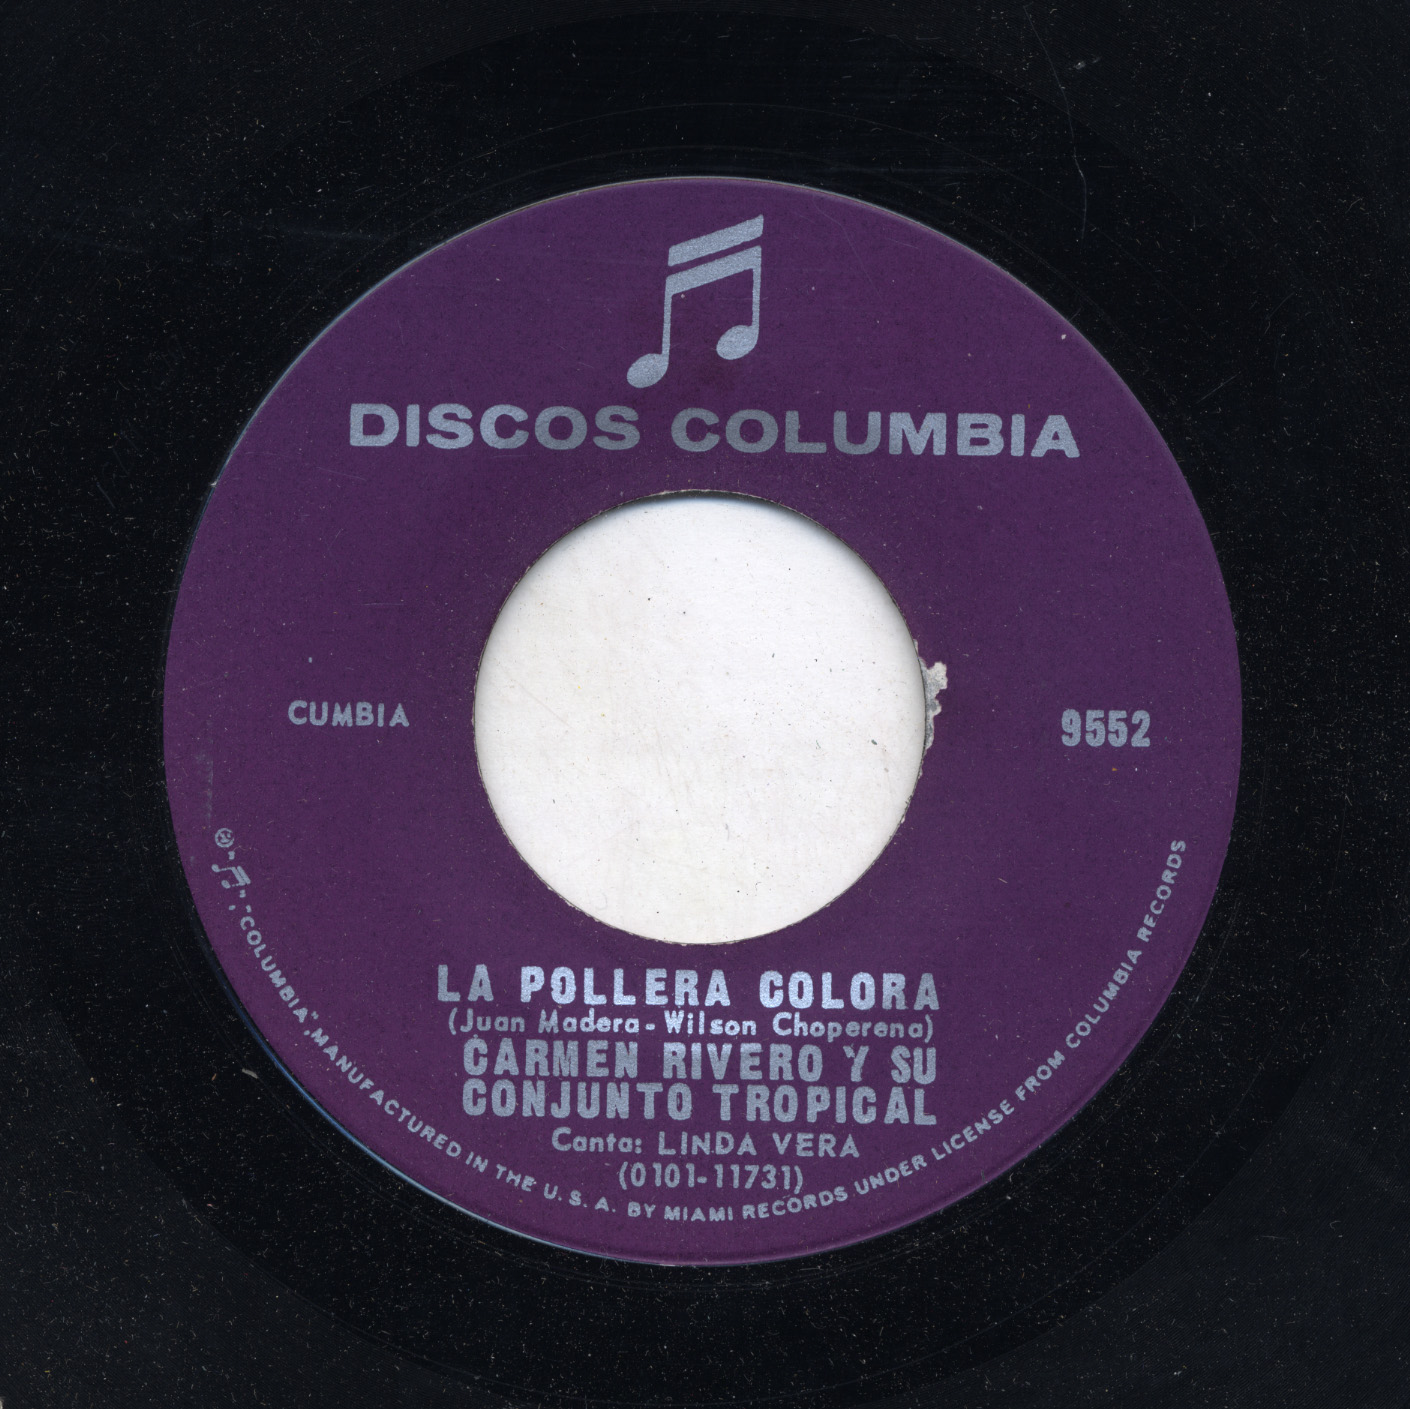 DISCOS COLUMBIA
CUMBIA
9552
LA POLLERA COLORA
(Juan Madera-Wilson Choperena)
CARMEN RIVERO Y SU
CONJUNTO TROPICAL
Canta: LINDA VERA
(0101-11731)
"COLUMBIA", MANUFACTURED IN THE U.S.A. BY MIAMI RECORDS UNDER LICENSE FROM COLUMBIA RECORDS